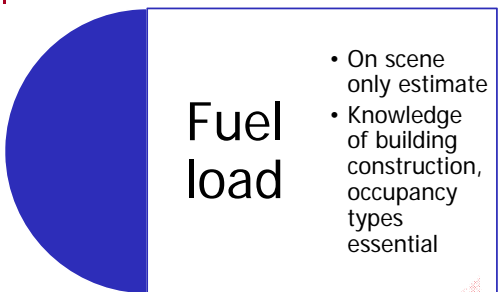 Fuel
load
• On scene
only estimate
• Knowledge
of building
construction,
occupancy
types
essential